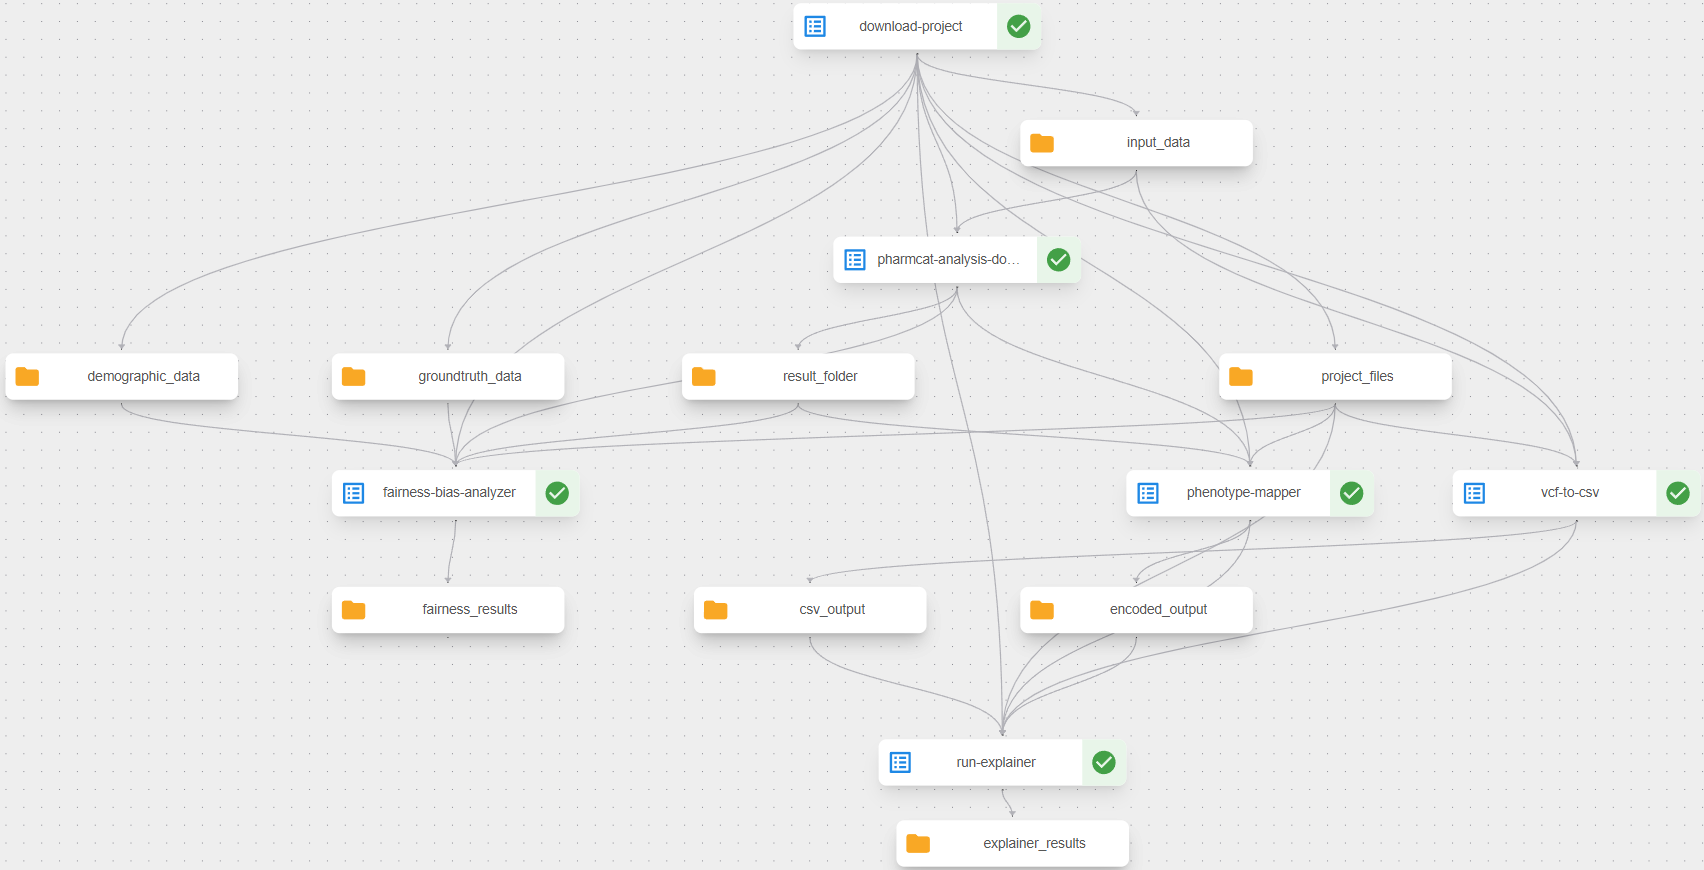 download-project
input_data
pharmcat-analysis-do...
demographic_data
groundtruth_data
result_folder
project_files
fairness-bias-analyzer
phenotype-mapper
vcf-to-csv
fairness_results
csv_output
encoded_output
run-explainer
explainer_results